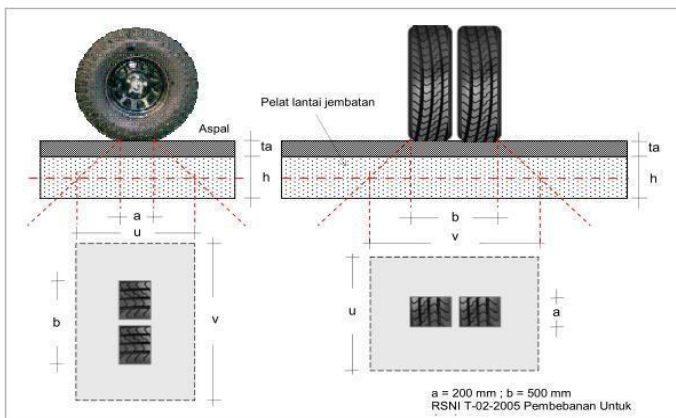 Aspal
Pelat lantai jembatan
ta
h
a
u
b
v
ta
h
b
v
u
a
a = 200 mm ; b = 500 mm
RSNI T-02-2005 Pembebanan Untuk